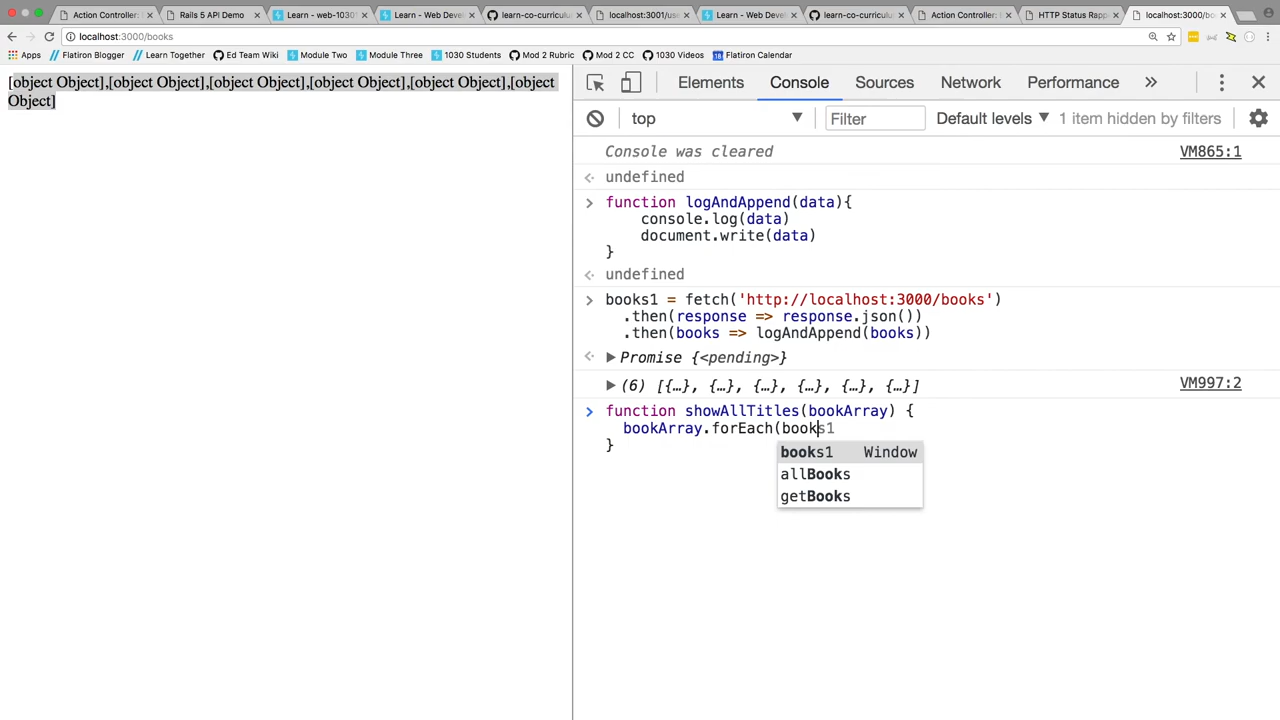 Action Controller: 
Rails 5 API Demo
Learn - web-1030
Learn - Web Deve
learn-co-curriculu
localhost:3001/use
Learn - Web Deve
learn-co-curriculu
Action Controller: 
HTTP Status Rappe
localhost:3000/boo
localhost:3000/books
Apps
Flatiron Blogger
Learn Together
Ed Team Wiki
Module Two
Module Three
1030 Students
Mod 2 Rubric
Mod 2 CC
1030 Videos
Flatiron Calendar
[object Object],[object Object],[object Object],[object Object],[object Object],[object
Object]
Elements Console Sources Network Performance »
top Filter Default levels 1 item hidden by filters
Console was cleared VM865:1
undefined
function logAndAppend(data){
console.log(data)
document.write(data)
}
undefined
books1 = fetch('http://localhost:3000/books')
.then(response => response.json())
.then(books => logAndAppend(books))
Promise {<pending>}
(6) [{…}, {…}, {…}, {…}, {…}, {…}] VM997:2
function showAllTitles(bookArray) {
bookArray.forEach(books1
}
books1 Window
allBooks
getBooks